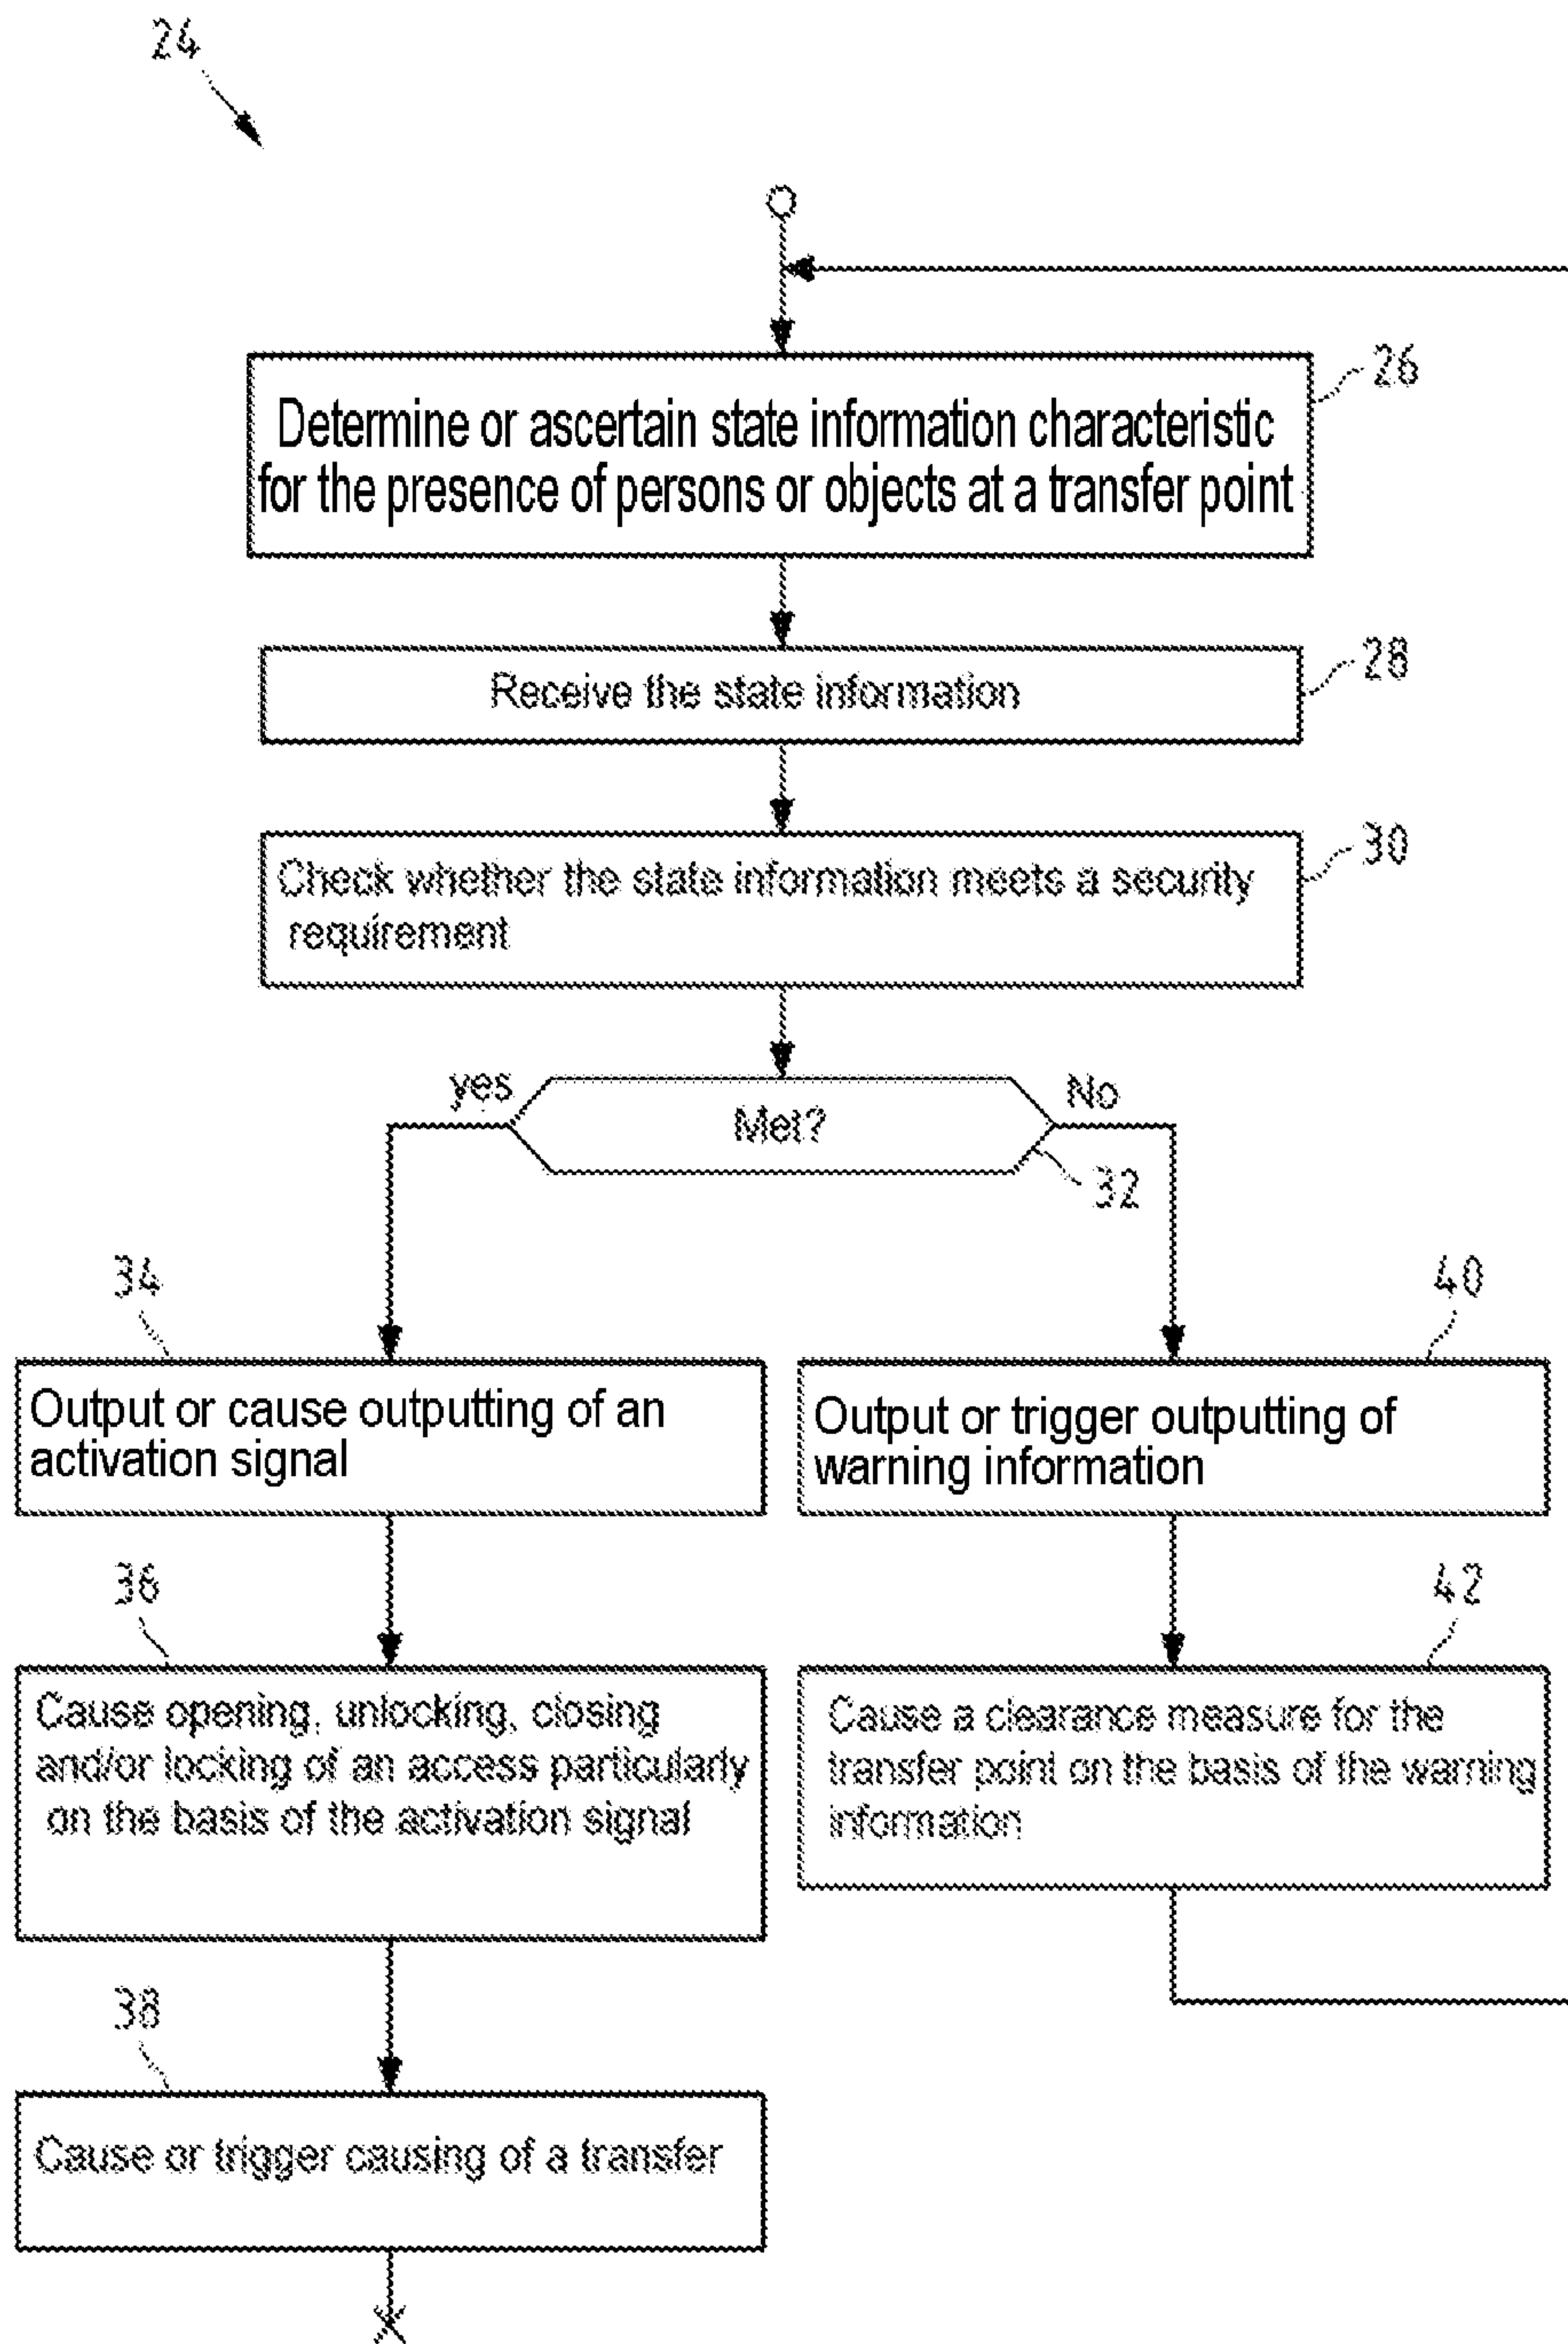 24
26
Determine or ascertain state information characteristic
for the presence of persons or objects at a transfer point
28
Receive the state information
30
Check whether the state information meets a security
requirement
yes
No
Met?
32
34
40
Output or cause outputting of an
activation signal
Output or trigger outputting of
warning information
36
42
Cause opening, unlocking, closing
and/or locking of an access particularly
on the basis of the activation signal
Cause a clearance measure for the
transfer point on the basis of the warning
information
38
Cause or trigger causing of a transfer